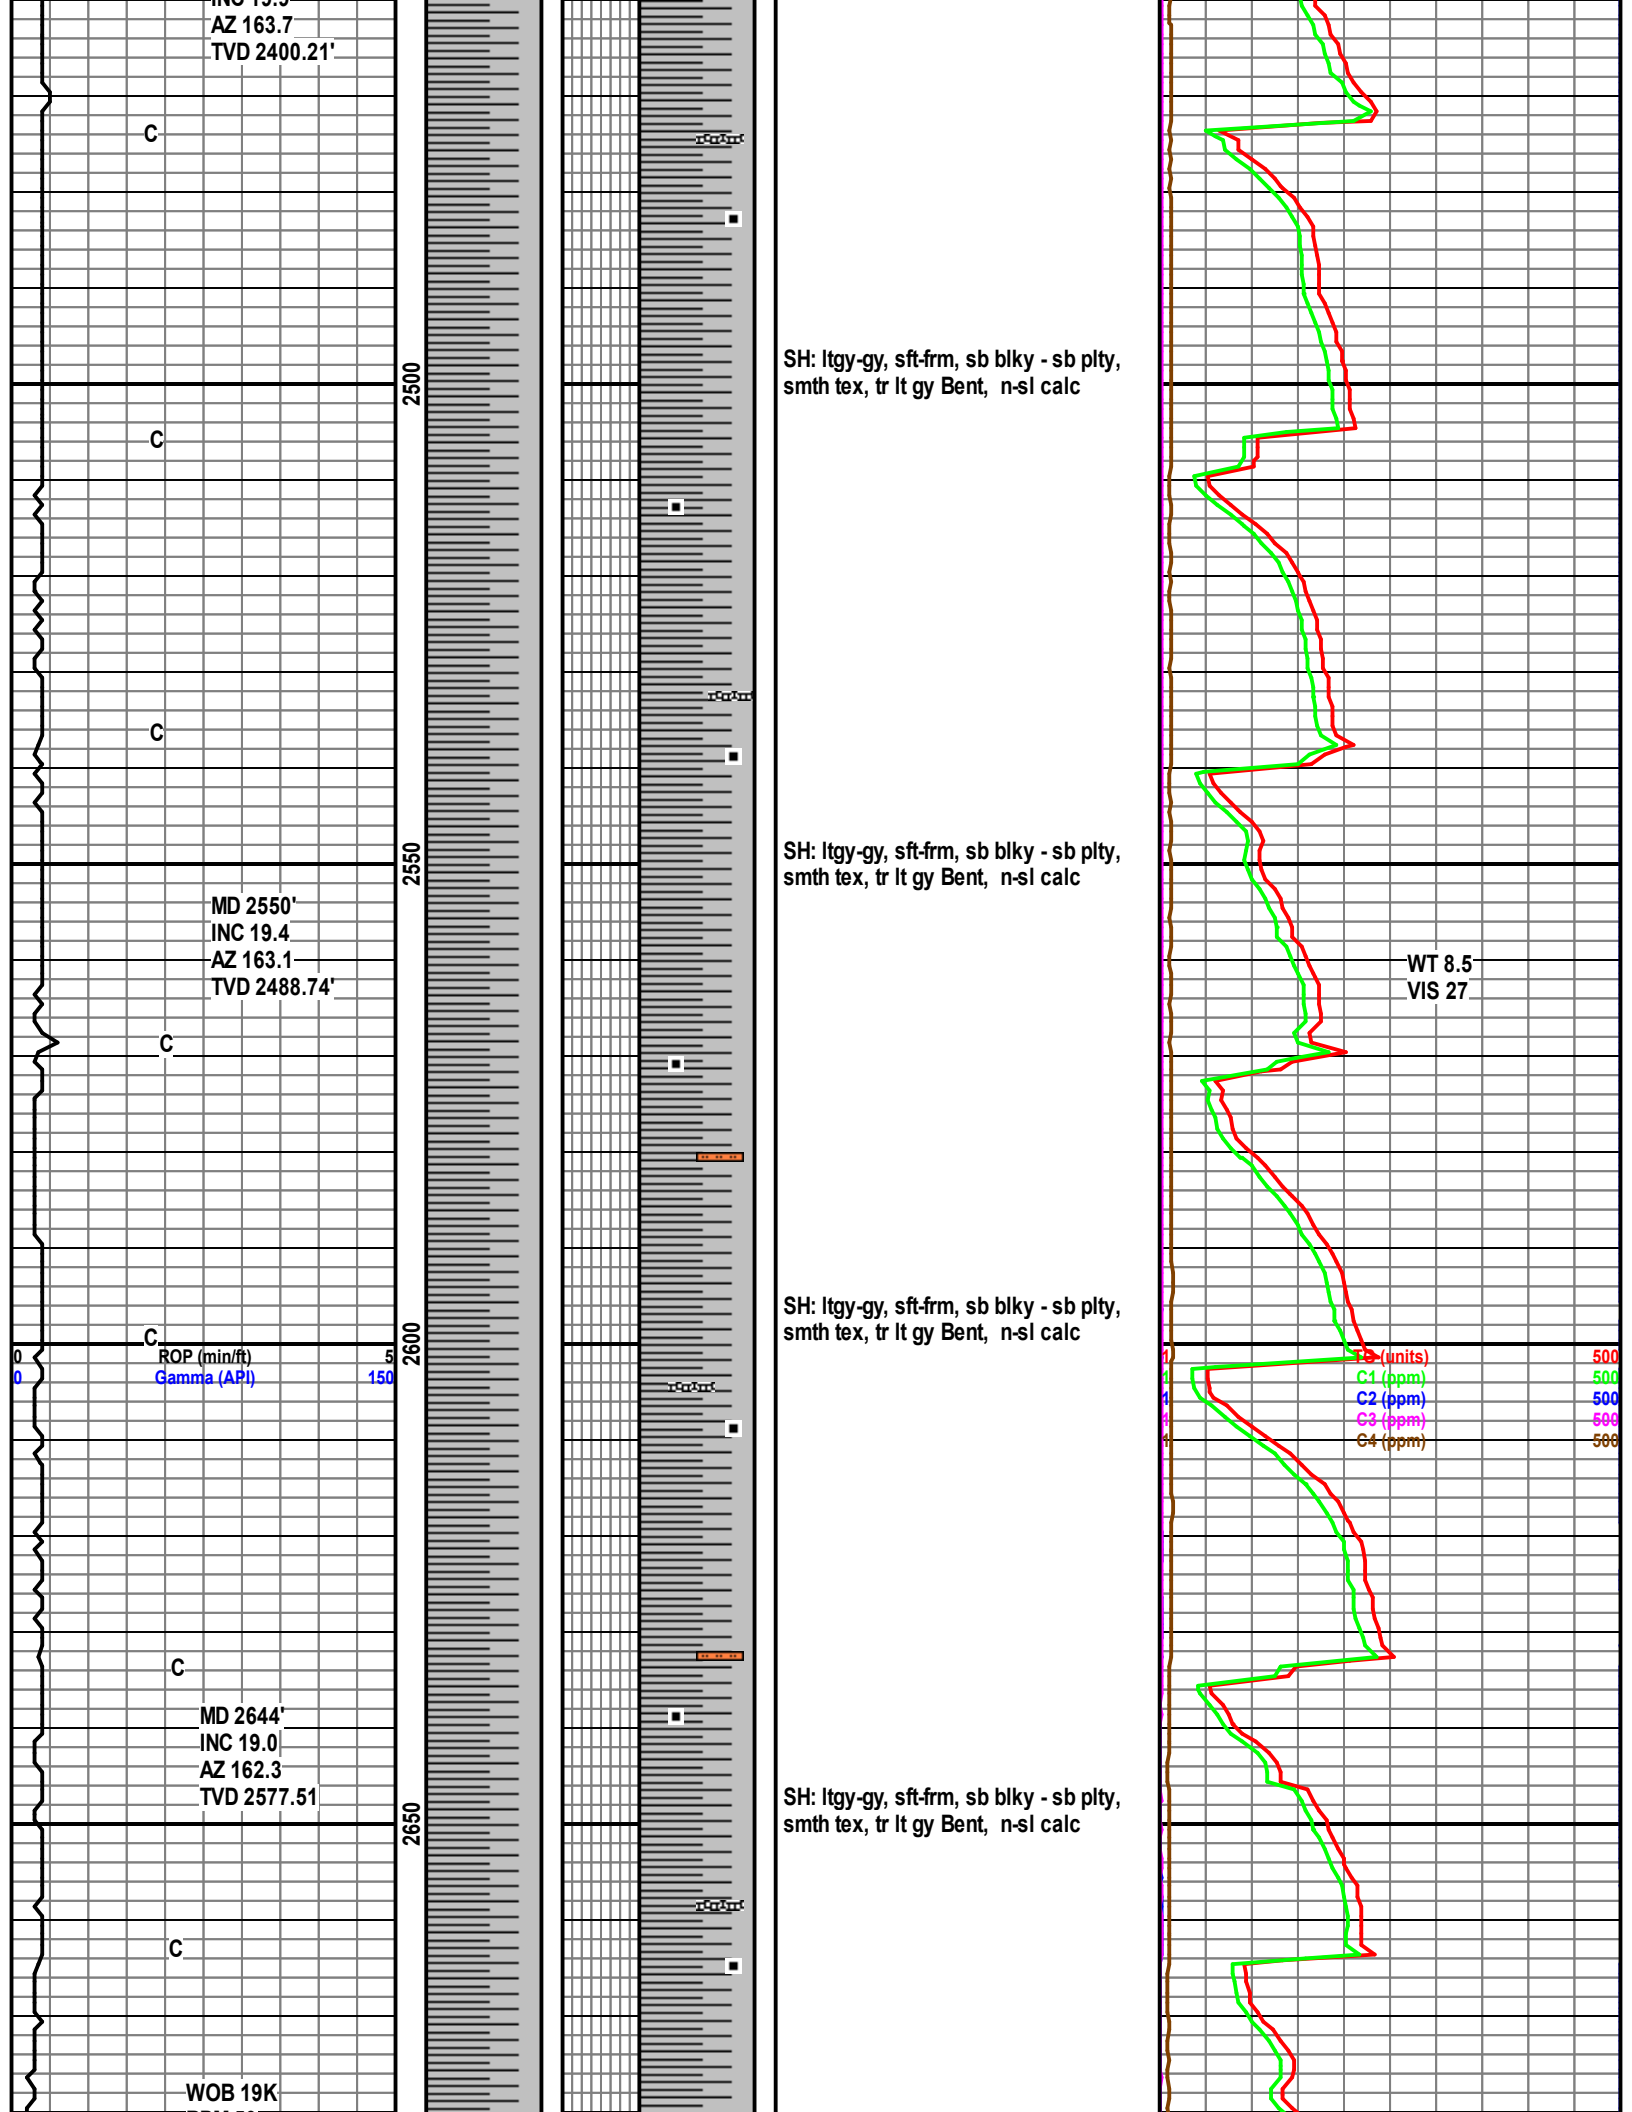 AZ 163.7
TVD 2400.21'
C
SH: ltgy-gy, sft-frm, sb blky - sb plty,
smth tex, tr lt gy Bent, n-sl calc
2500
C
C
SH: ltgy-gy, sft-frm, sb blky - sb plty,
smth tex, tr lt gy Bent, n-sl calc
2550
MD 2550'
INC 19.4
AZ 163.1
TVD 2488.74'
WT 8.5
VIS 27
C
SH: ltgy-gy, sft-frm, sb blky - sb plty,
smth tex, tr lt gy Bent, n-sl calc
C
2600
0 ROP (min/ft) 5
0 Gamma (API) 150
1 TG (units) 500
1 C1 (ppm) 500
1 C2 (ppm) 500
1 C3 (ppm) 500
1 C4 (ppm) 500
C
MD 2644'
INC 19.0
AZ 162.3
TVD 2577.51
SH: ltgy-gy, sft-frm, sb blky - sb plty,
smth tex, tr lt gy Bent, n-sl calc
2650
C
WOB 19K